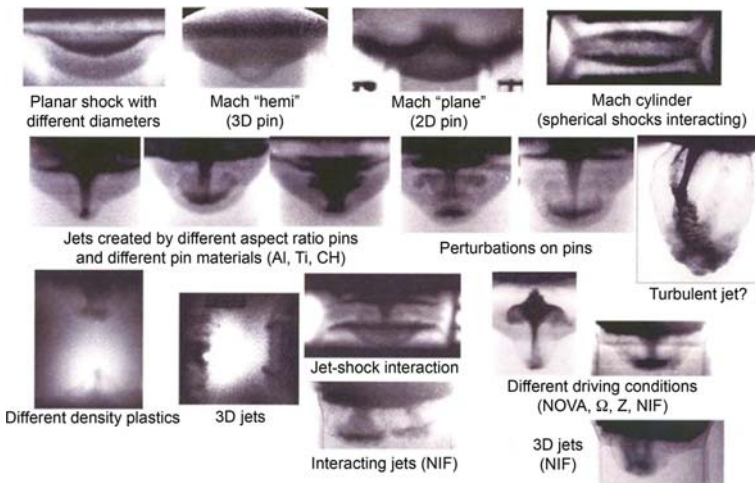 Planar shock with
different diameters
Mach "hemi"
(3D pin)
Mach "plane"
(2D pin)
Mach cylinder
(spherical shocks interacting)
Jets created by different aspect ratio pins
and different pin materials (Al, Ti, CH)
Perturbations on pins
Turbulent jet?
Different density plastics
3D jets
Jet-shock interaction
Interacting jets (NIF)
Different driving conditions
(NOVA, Ω, Z, NIF)
3D jets
(NIF)